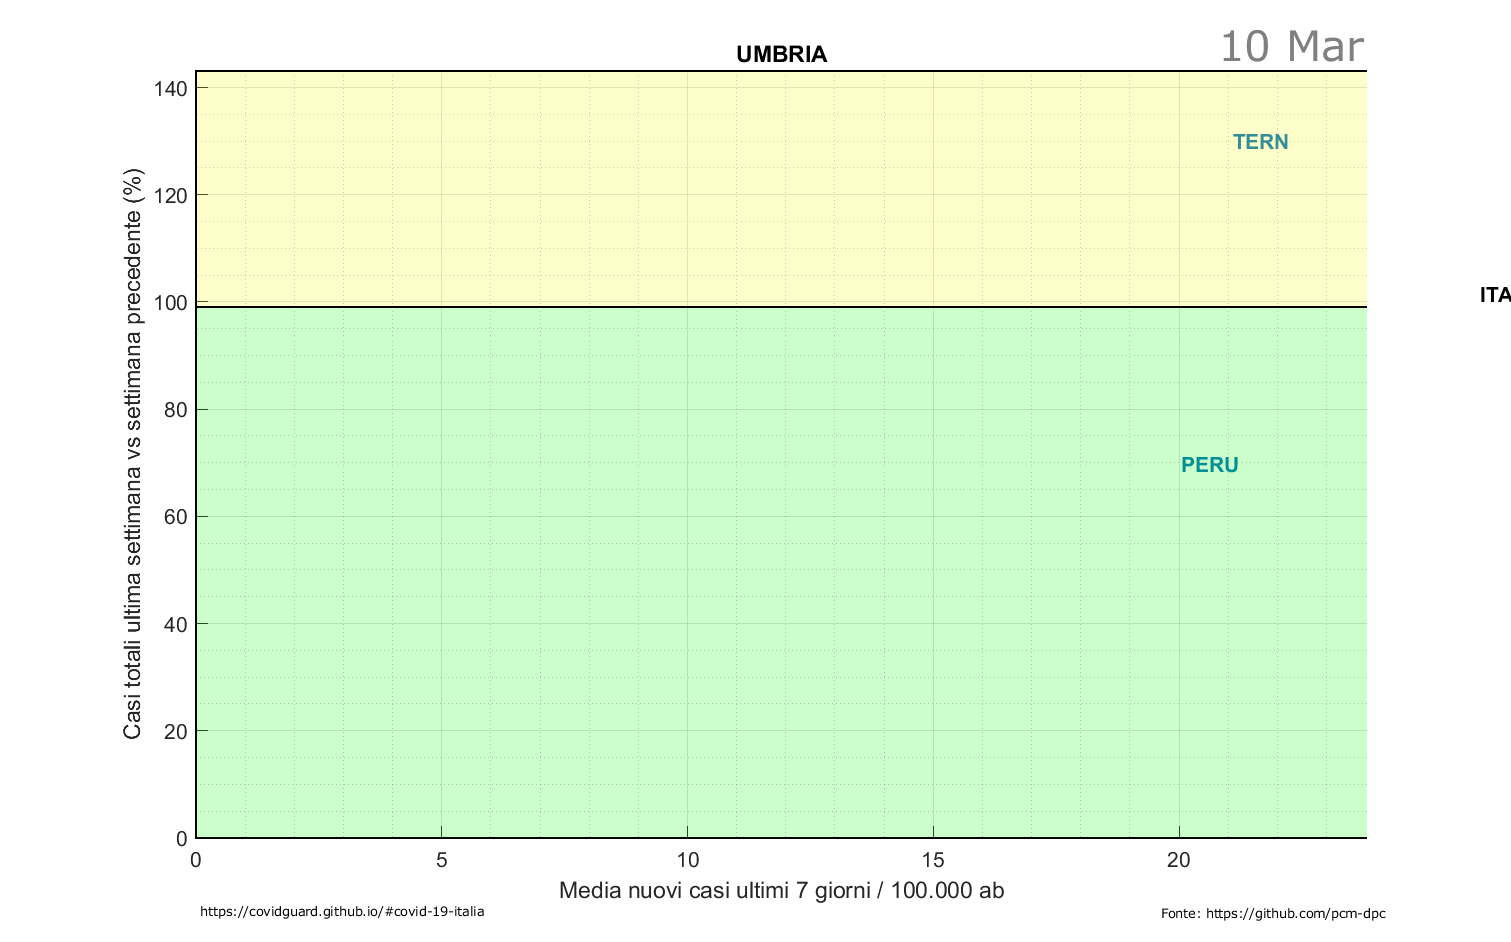 UMBRIA
10 Mar
140
120
100
80
60
40
20
0
Casi totali ultima settimana vs settimana precedente (%)
TERN
ITA
PERU
0 5 10 15 20
Media nuovi casi ultimi 7 giorni / 100.000 ab
https://covidguard.github.io/#covid-19-italia
Fonte: https://github.com/pcm-dpc